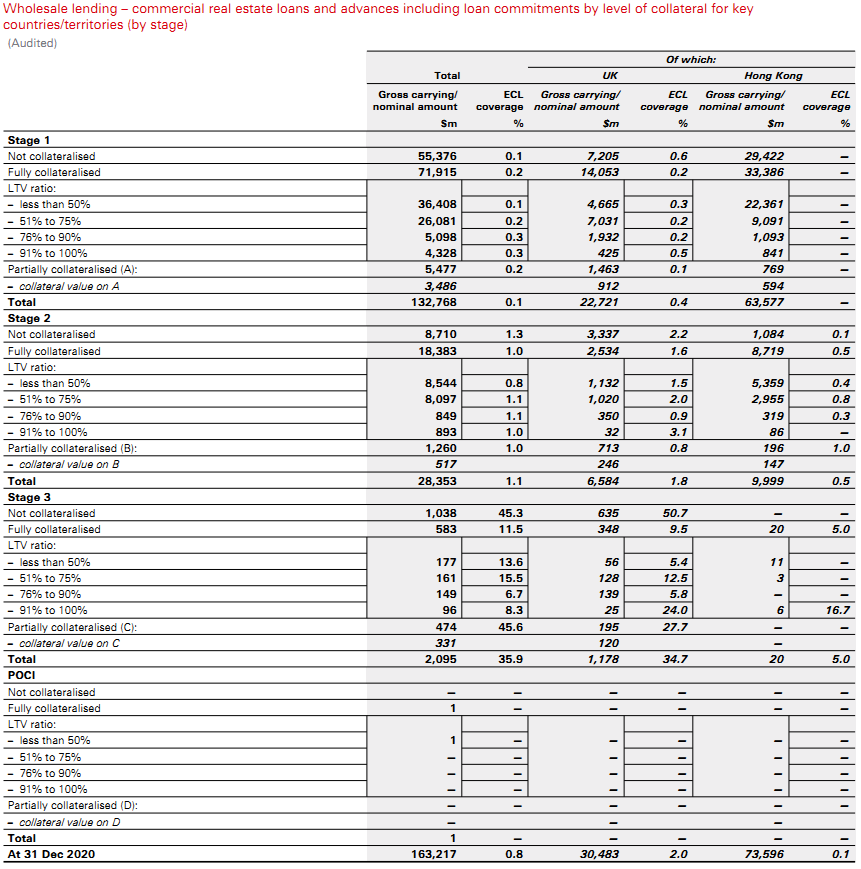 Wholesale lending – commercial real estate loans and advances including loan commitments by level of collateral for key
countries/territories (by stage)
(Audited)
Of which:
Total UK Hong Kong
Gross carrying/ ECL Gross carrying/ ECL Gross carrying/ ECL
nominal amount coverage nominal amount coverage nominal amount coverage
$m % $m % $m %
Stage 1
Not collateralised 55,376 0.1 7,205 0.6 29,422 –
Fully collateralised 71,915 0.2 14,053 0.2 33,386 –
LTV ratio:
– less than 50% 36,408 0.1 4,665 0.3 22,361 –
– 51% to 75% 26,081 0.2 7,031 0.2 9,091 –
– 76% to 90% 5,098 0.3 1,932 0.2 1,093 –
– 91% to 100% 4,328 0.3 425 0.5 841 –
Partially collateralised (A): 5,477 0.2 1,463 0.1 769 –
– collateral value on A 3,486 912 594
Total 132,768 0.1 22,721 0.4 63,577 –
Stage 2
Not collateralised 8,710 1.3 3,337 2.2 1,084 0.1
Fully collateralised 18,383 1.0 2,534 1.6 8,719 0.5
LTV ratio:
– less than 50% 8,544 0.8 1,132 1.5 5,359 0.4
– 51% to 75% 8,097 1.1 1,020 2.0 2,955 0.8
– 76% to 90% 849 1.1 350 0.9 319 0.3
– 91% to 100% 893 1.0 32 3.1 86 –
Partially collateralised (B): 1,260 1.0 713 0.8 196 1.0
– collateral value on B 517 246 147
Total 28,353 1.1 6,584 1.8 9,999 0.5
Stage 3
Not collateralised 1,038 45.3 635 50.7 – –
Fully collateralised 583 11.5 348 9.5 20 5.0
LTV ratio:
– less than 50% 177 13.6 56 5.4 11 –
– 51% to 75% 161 15.5 128 12.5 3 –
– 76% to 90% 149 6.7 139 5.8 – –
– 91% to 100% 96 8.3 25 24.0 6 16.7
Partially collateralised (C): 474 45.6 195 27.7 – –
– collateral value on C 331 120 –
Total 2,095 35.9 1,178 34.7 20 5.0
POCI
Not collateralised – – – – – –
Fully collateralised 1 – – – – –
LTV ratio:
– less than 50% 1 – – – – –
– 51% to 75% – – – – – –
– 76% to 90% – – – – – –
– 91% to 100% – – – – – –
Partially collateralised (D): – – – – – –
– collateral value on D – – –
Total 1 – – – – –
At 31 Dec 2020 163,217 0.8 30,483 2.0 73,596 0.1